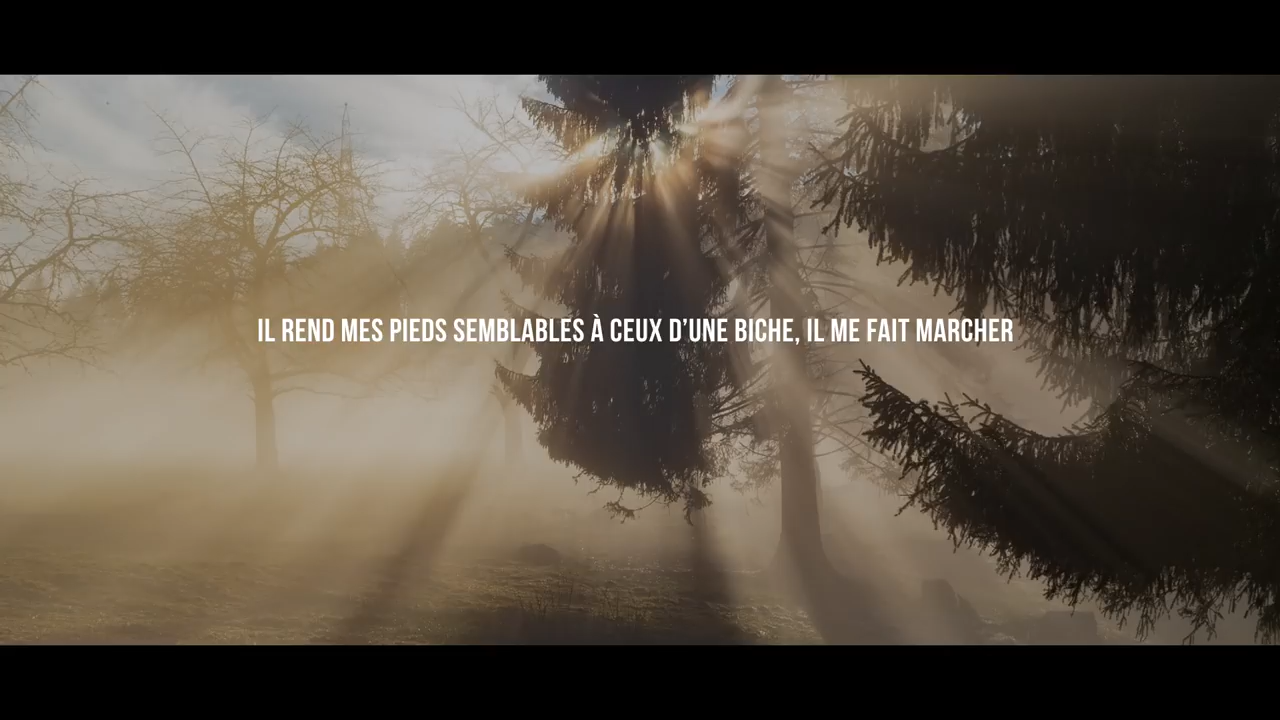 IL REND MES PIEDS SEMBLABLES À CEUX D’UNE BICHE, IL ME FAIT MARCHER